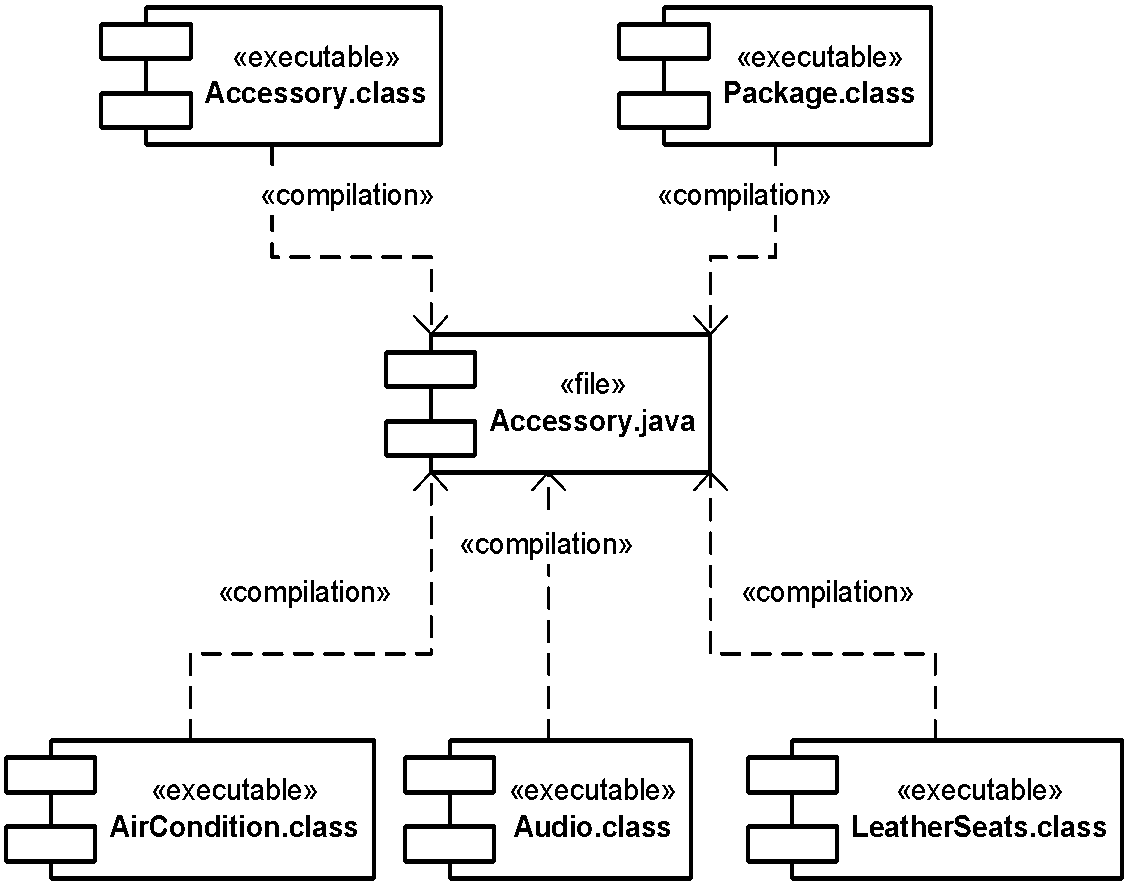 «executable»
Accessory.class
«executable»
Package.class
«compilation»
«compilation»
«file»
Accessory.java
«compilation»
«compilation»
«compilation»
«executable»
AirCondition.class
«executable»
Audio.class
«executable»
LeatherSeats.class